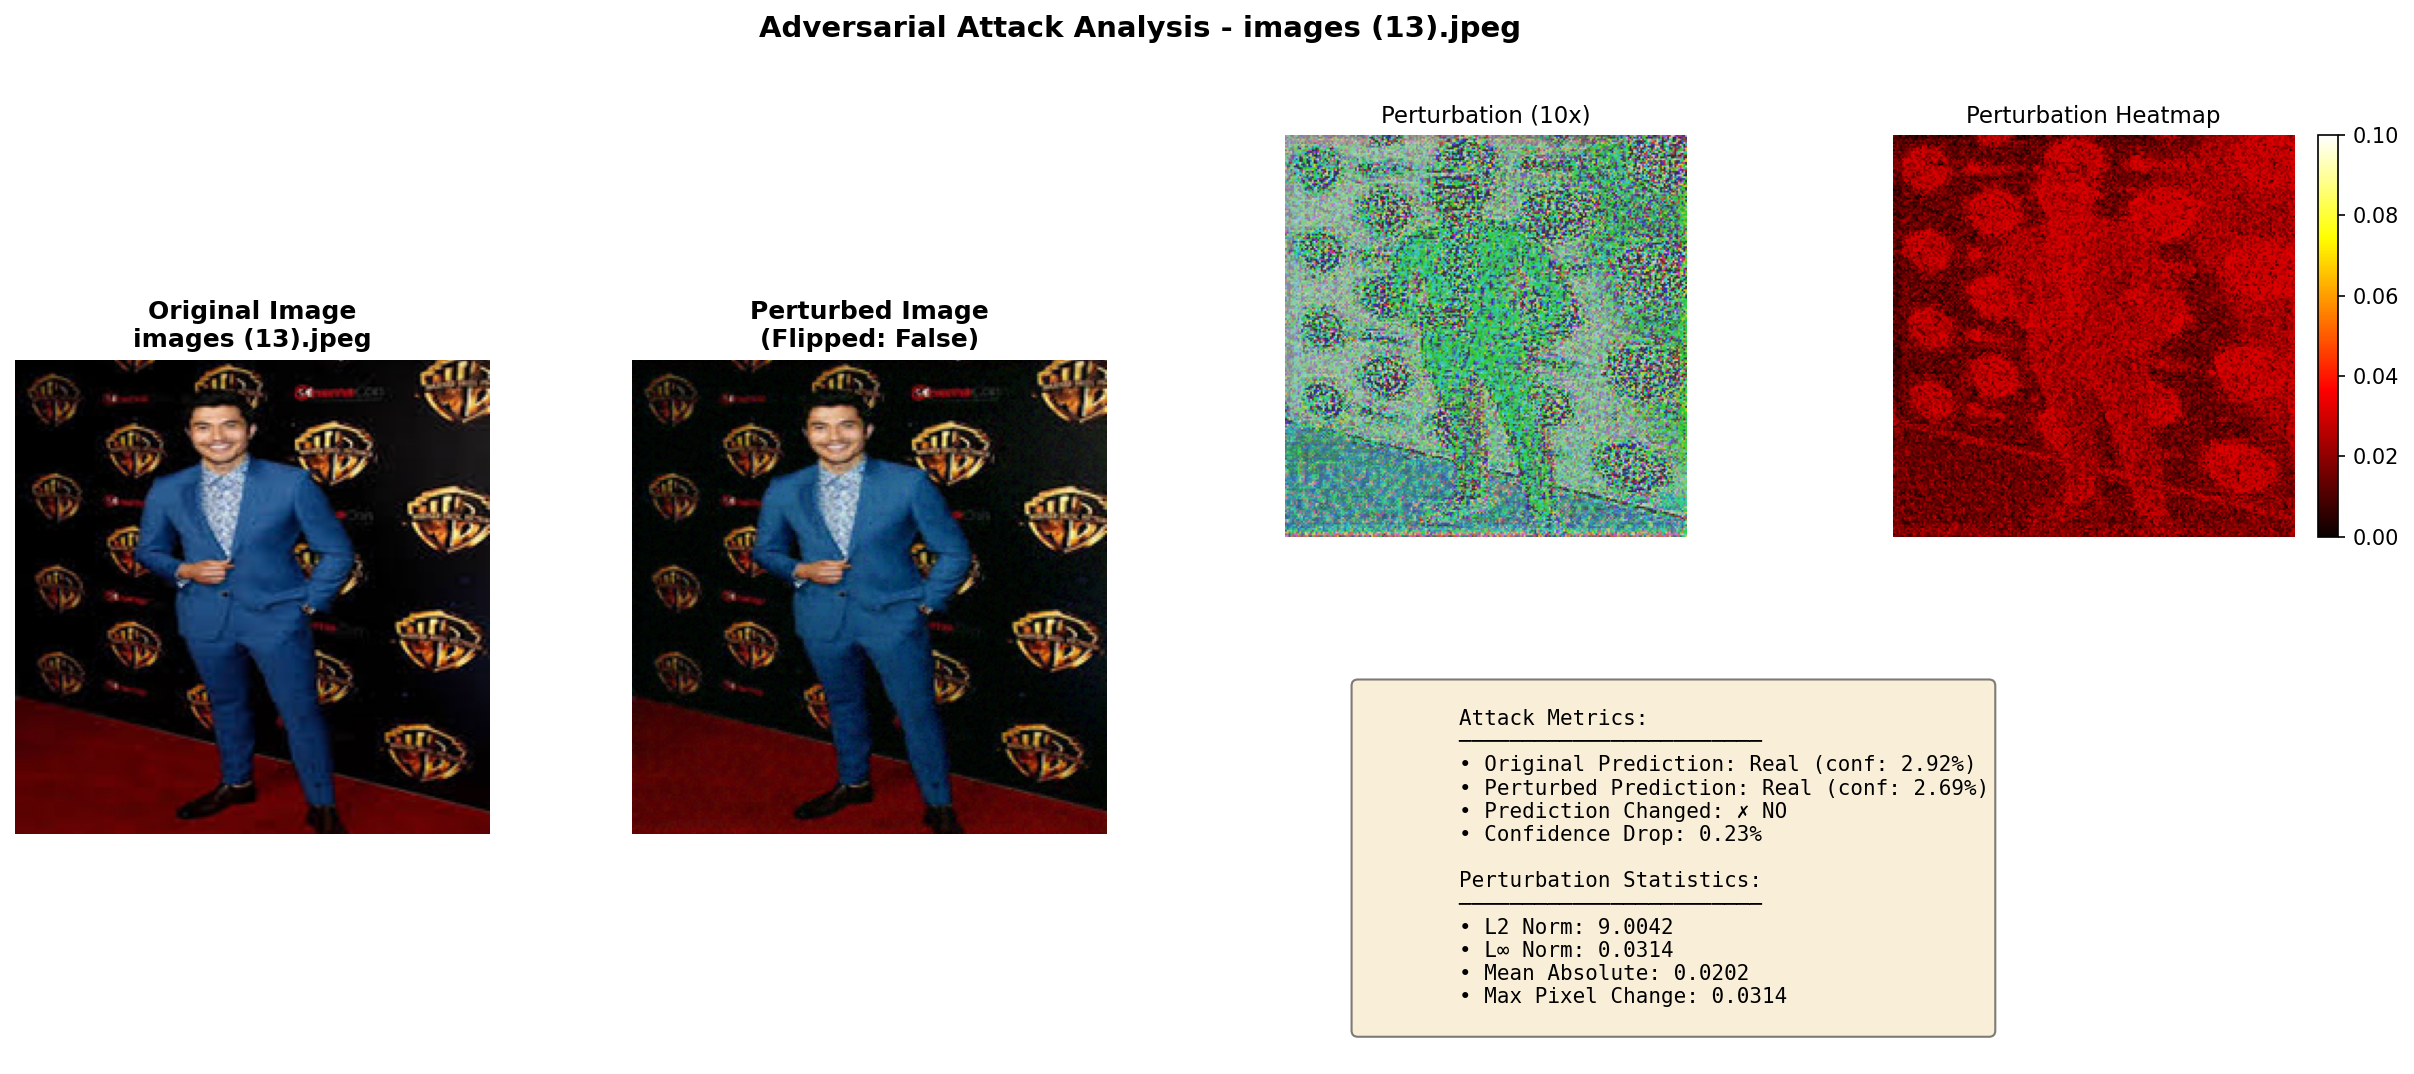 Adversarial Attack Analysis - images (13).jpeg
Original Image
images (13).jpeg
Perturbed Image
(Flipped: False)
Perturbation (10x)
Perturbation Heatmap
0.10
0.08
0.06
0.04
0.02
0.00
Attack Metrics:
• Original Prediction: Real (conf: 2.92%)
• Perturbed Prediction: Real (conf: 2.69%)
• Prediction Changed: ✗ NO
• Confidence Drop: 0.23%
Perturbation Statistics:
• L2 Norm: 9.0042
• L∞ Norm: 0.0314
• Mean Absolute: 0.0202
• Max Pixel Change: 0.0314